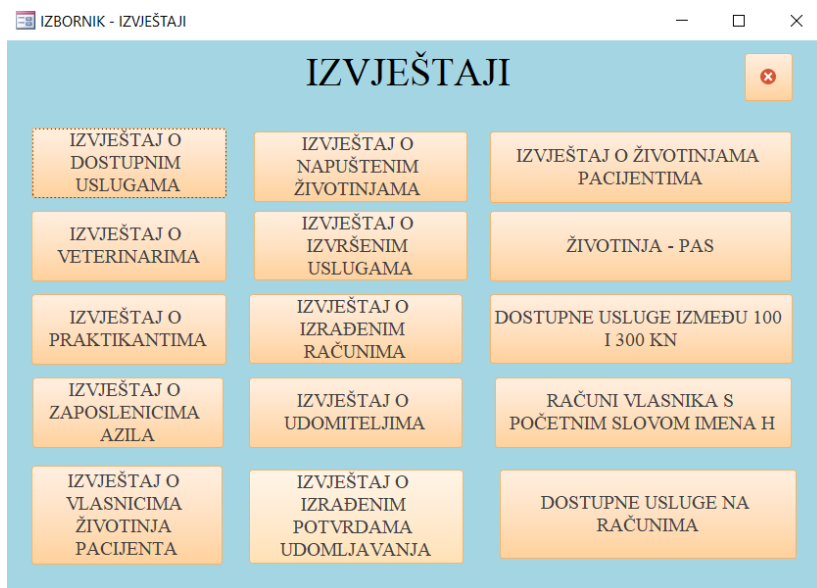 IZBORNIK - IZVJEŠTAJI
IZVJEŠTAJI
IZVJEŠTAJ O
DOSTUPNIM
USLUGAMA
IZVJEŠTAJ O
NAPUŠTENIM
ŽIVOTINJAMA
IZVJEŠTAJ O ŽIVOTINJAMA
PACIJENTIMA
IZVJEŠTAJ O
VETERINARIMA
IZVJEŠTAJ O
IZVRŠENIM
USLUGAMA
ŽIVOTINJA - PAS
IZVJEŠTAJ O
PRAKTIKANTIMA
IZVJEŠTAJ O
IZRAĐENIM
RAČUNIMA
DOSTUPNE USLUGE IZMEĐU 100
I 300 KN
IZVJEŠTAJ O
ZAPOSLENICIMA
AZILA
IZVJEŠTAJ O
UDOMITELJIMA
RAČUNI VLASNIKA S
POČETNIM SLOVOM IMENA H
IZVJEŠTAJ O
VLASNICIMA
ŽIVOTINJA
PACIJENTA
IZVJEŠTAJ O
IZRAĐENIM
POTVRDAMA
UDOMLJAVANJA
DOSTUPNE USLUGE NA
RAČUNIMA